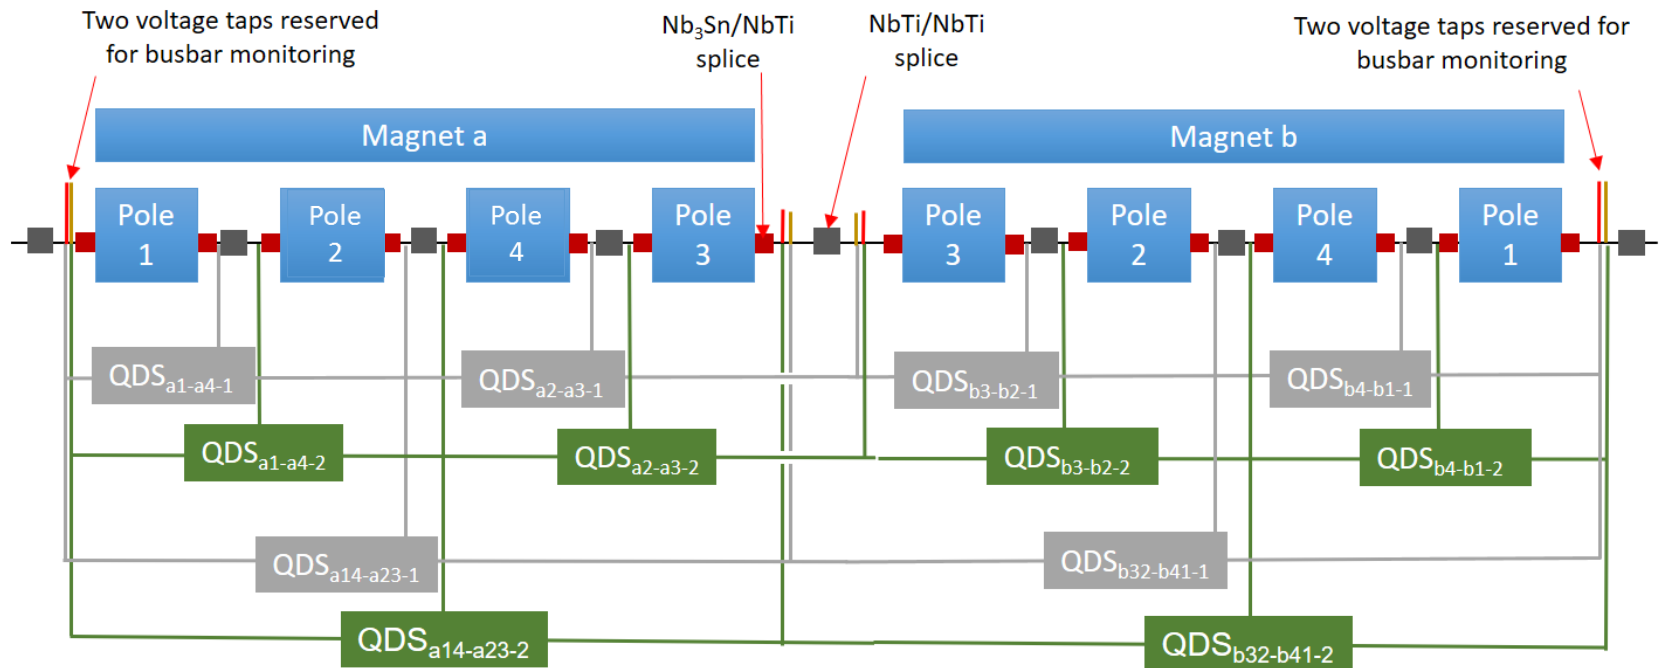 Two voltage taps reserved
for busbar monitoring
Nb₃Sn/NbTi
splice
NbTi/NbTi
splice
Two voltage taps reserved for
busbar monitoring
Magnet a
Magnet b
Pole
1
Pole
2
Pole
4
Pole
3
Pole
3
Pole
2
Pole
4
Pole
1
QDSa1-a4-1
QDSa2-a3-1
QDSb3-b2-1
QDSb4-b1-1
QDSa1-a4-2
QDSa2-a3-2
QDSb3-b2-2
QDSb4-b1-2
QDSa14-a23-1
QDSb32-b41-1
QDSa14-a23-2
QDSb32-b41-2